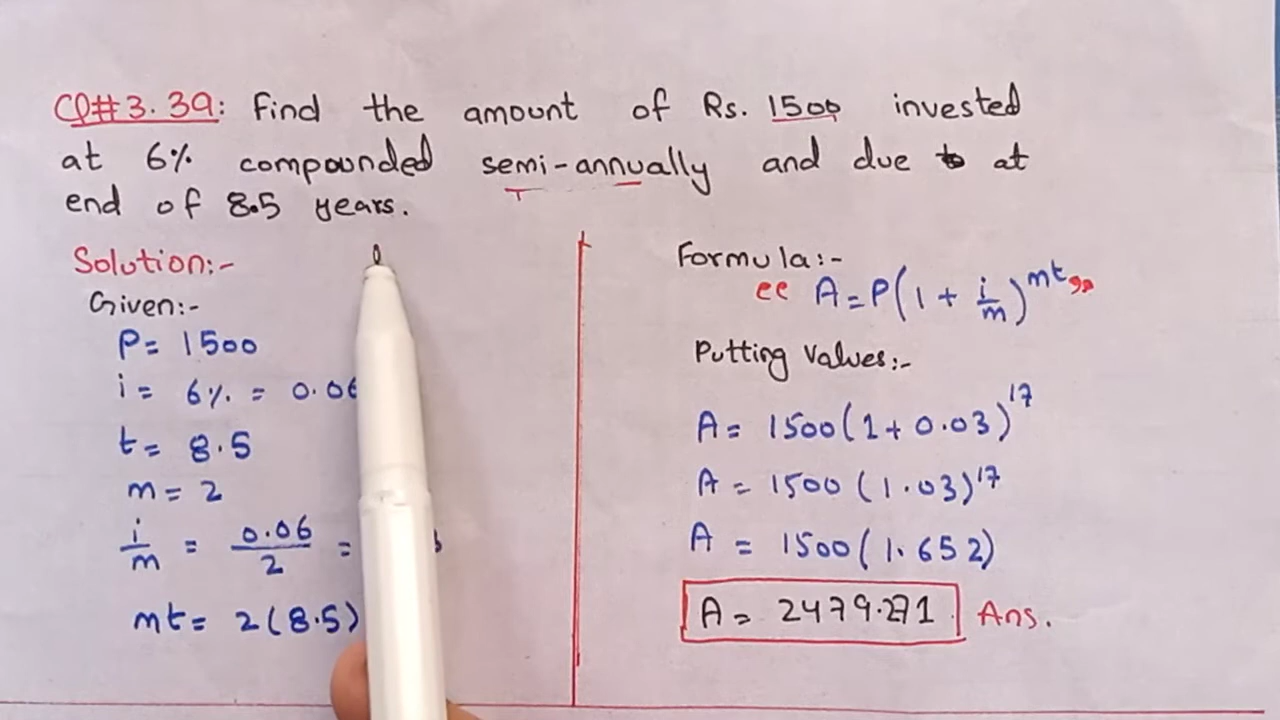 Q#3.39: Find the amount of Rs. 1500 invested
at 6% compounded semi-annually and due to at
end of 8.5 years.
Solution:-
Given:-
P= 1500
i = 6% = 0.06
t= 8.5
m= 2
i/m = 0.06/2 =
mt= 2(8.5)
Formula:-
“ A=P(1 + i/m)^mt ”
Putting values:-
A= 1500(1+0.03)^17
A = 1500 (1.03)^17
A = 1500(1.652)
A= 2479.271 Ans.